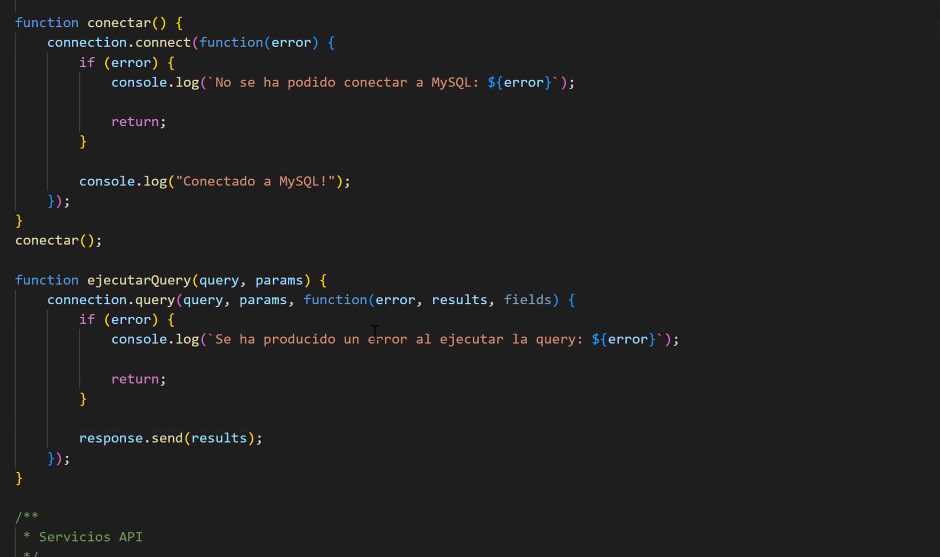 function conectar() {
    connection.connect(function(error) {
        if (error) {
            console.log(`No se ha podido conectar a MySQL: ${error}`);

            return;
        }

        console.log("Conectado a MySQL!");
    });
}
conectar();

function ejecutarQuery(query, params) {
    connection.query(query, params, function(error, results, fields) {
        if (error) {
            console.log(`Se ha producido un error al ejecutar la query: ${error}`);

            return;
        }

        response.send(results);
    });
}

/**
 * Servicios API
 */